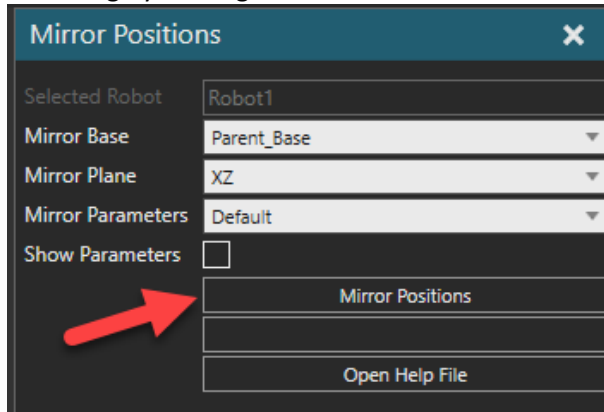 Mirror Positions
Selected Robot Robot1
Mirror Base Parent_Base
Mirror Plane XZ
Mirror Parameters Default
Show Parameters
Mirror Positions
Open Help File